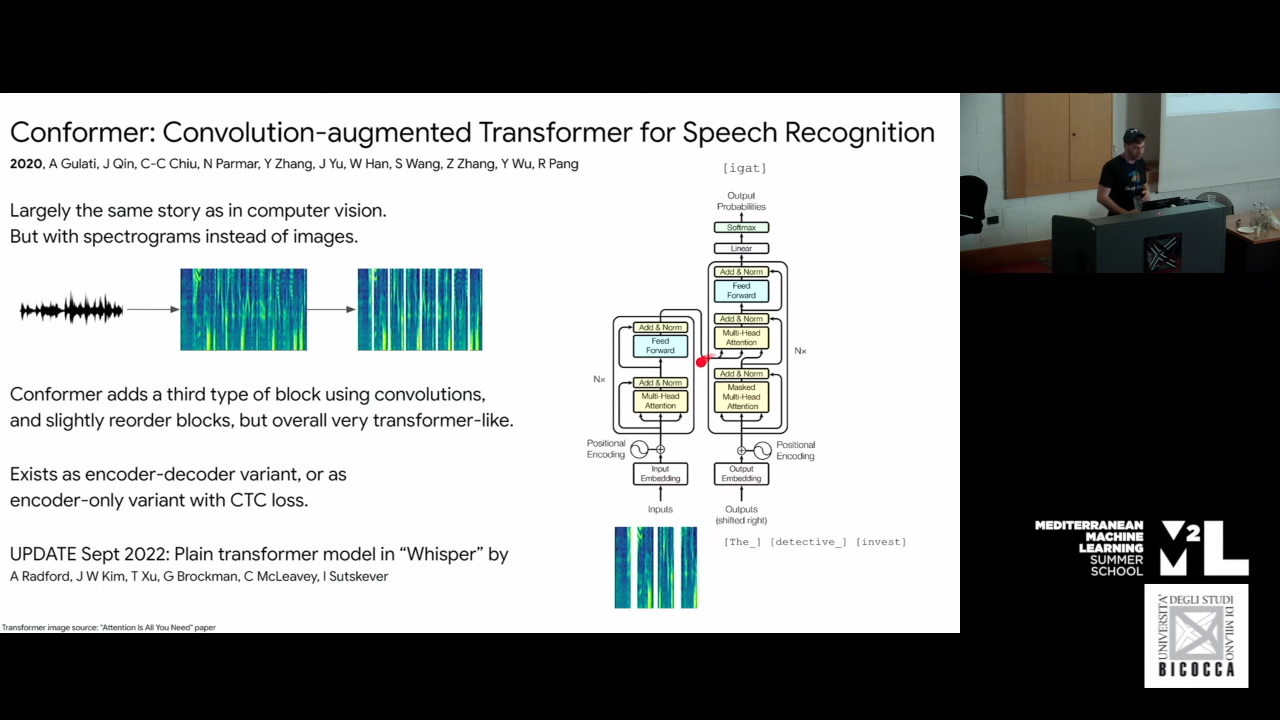 Conformer: Convolution-augmented Transformer for Speech Recognition
2020, A Gulati, J Qin, C-C Chiu, N Parmar, Y Zhang, J Yu, W Han, S Wang, Z Zhang, Y Wu, R Pang
Largely the same story as in computer vision.
But with spectrograms instead of images.
Conformer adds a third type of block using convolutions,
and slightly reorder blocks, but overall very transformer-like.
Exists as encoder-decoder variant, or as
encoder-only variant with CTC loss.
UPDATE Sept 2022: Plain transformer model in “Whisper” by
A Radford, J W Kim, T Xu, G Brockman, C McLeavey, I Sutskever
Transformer image source: "Attention Is All You Need" paper
[igat]
Output
Probabilities
Softmax
Linear
Add & Norm
Feed
Forward
Add & Norm
Multi-Head
Attention
Add & Norm
Masked
Multi-Head
Attention
Nx
Positional
Encoding
Output
Embedding
Outputs
(shifted right)
[The_] [detective_] [invest]
Add & Norm
Feed
Forward
Add & Norm
Multi-Head
Attention
Nx
Positional
Encoding
Input
Embedding
Inputs
MEDITERRANEAN
MACHINE
LEARNING
SUMMER
SCHOOL
M2L
UNIVERSITÀ
DEGLI STUDI
DI MILANO
BICOCCA